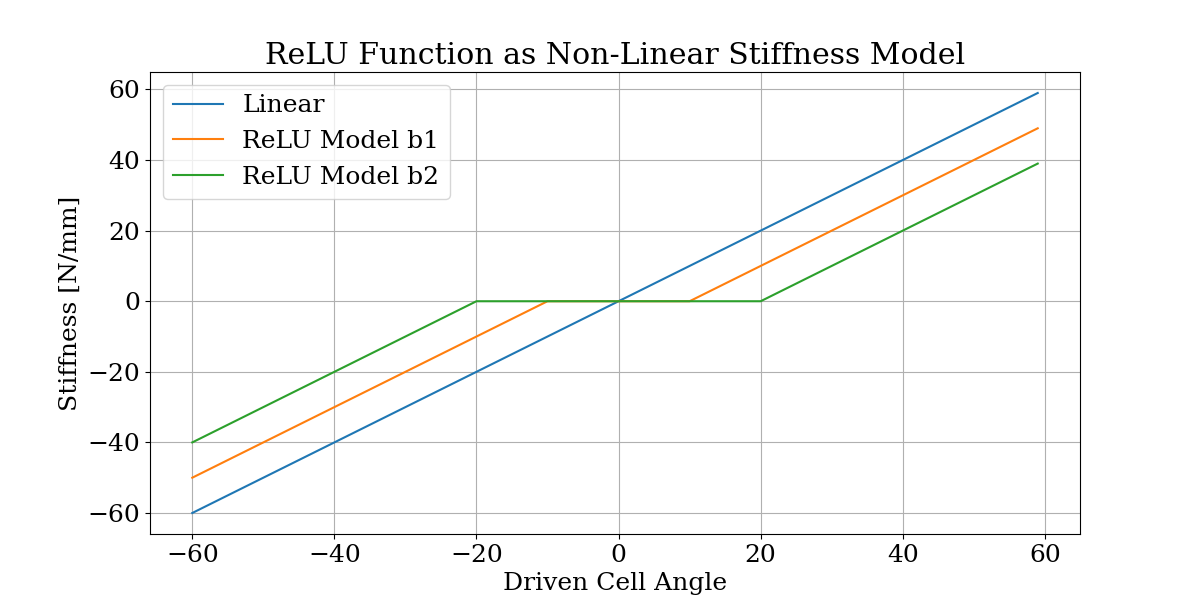 ReLU Function as Non-Linear Stiffness Model
Linear
ReLU Model b1
ReLU Model b2
Stiffness [N/mm]
60
40
20
0
−20
−40
−60
−60 −40 −20 0 20 40 60
Driven Cell Angle